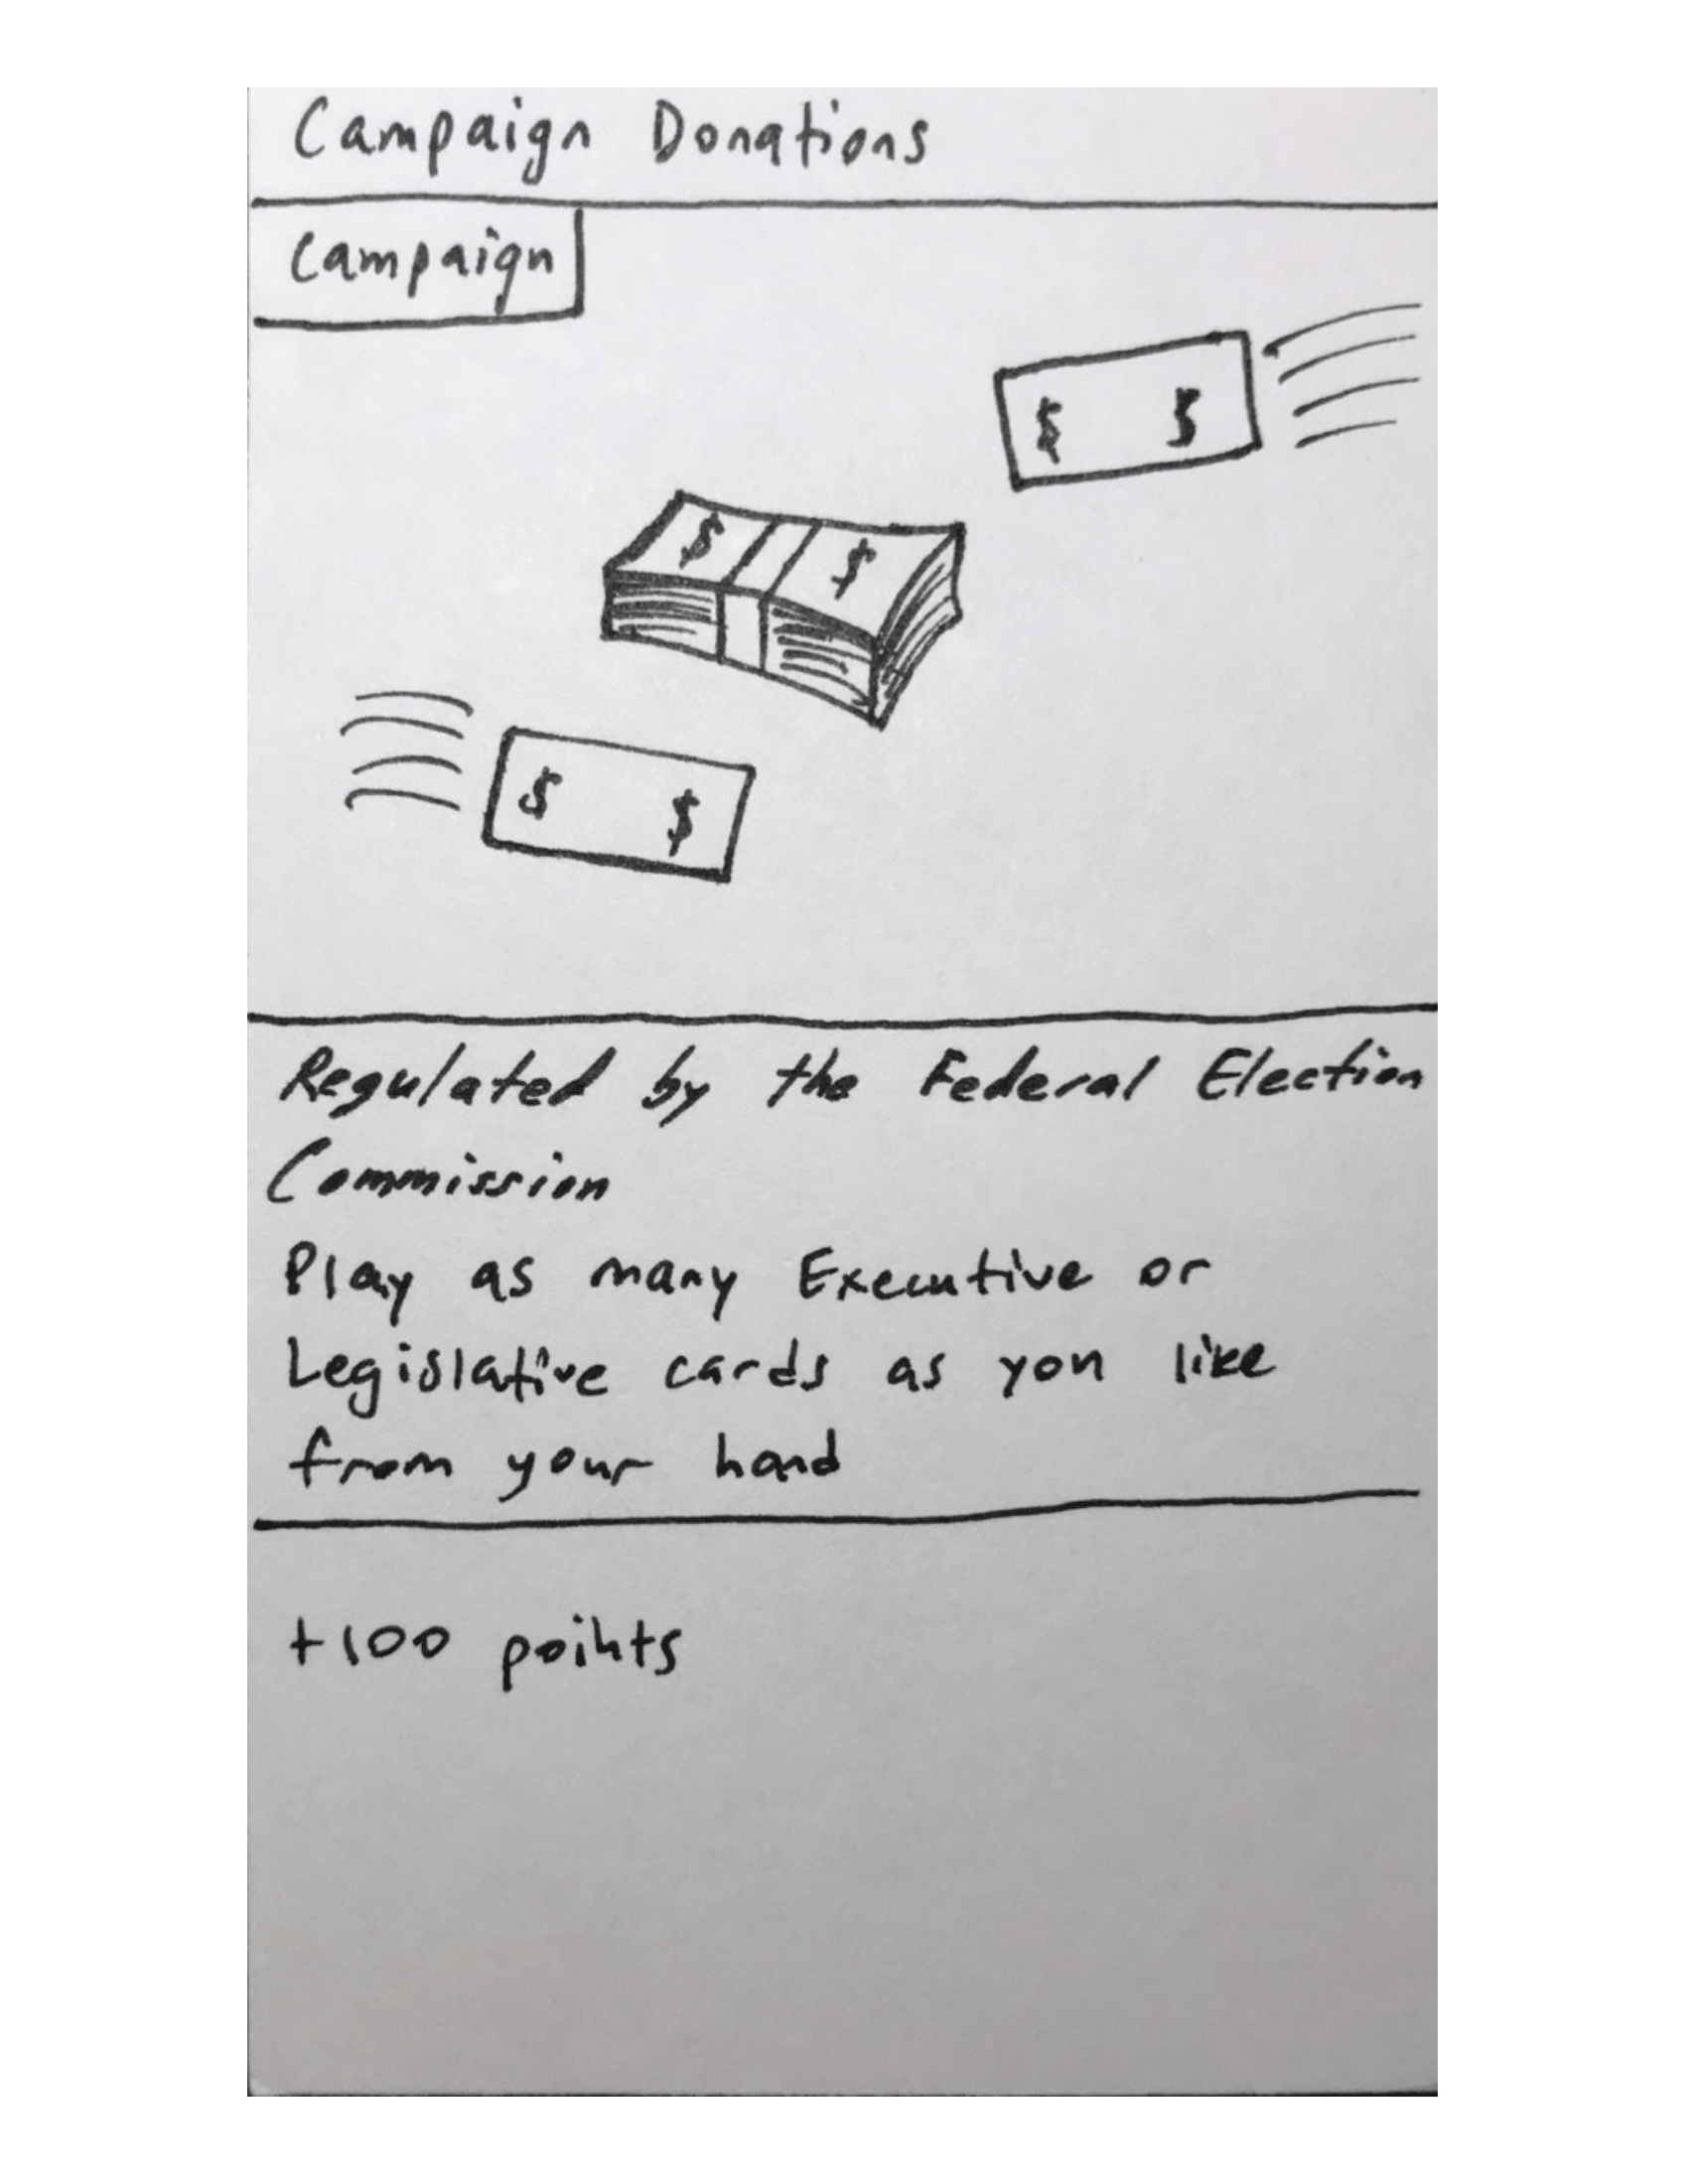 Campaign Donations
Campaign
$ $
$ $
$ $
Regulated by the Federal Election
Commission
Play as many Executive or
Legislative cards as you like
from your hand
+100 points